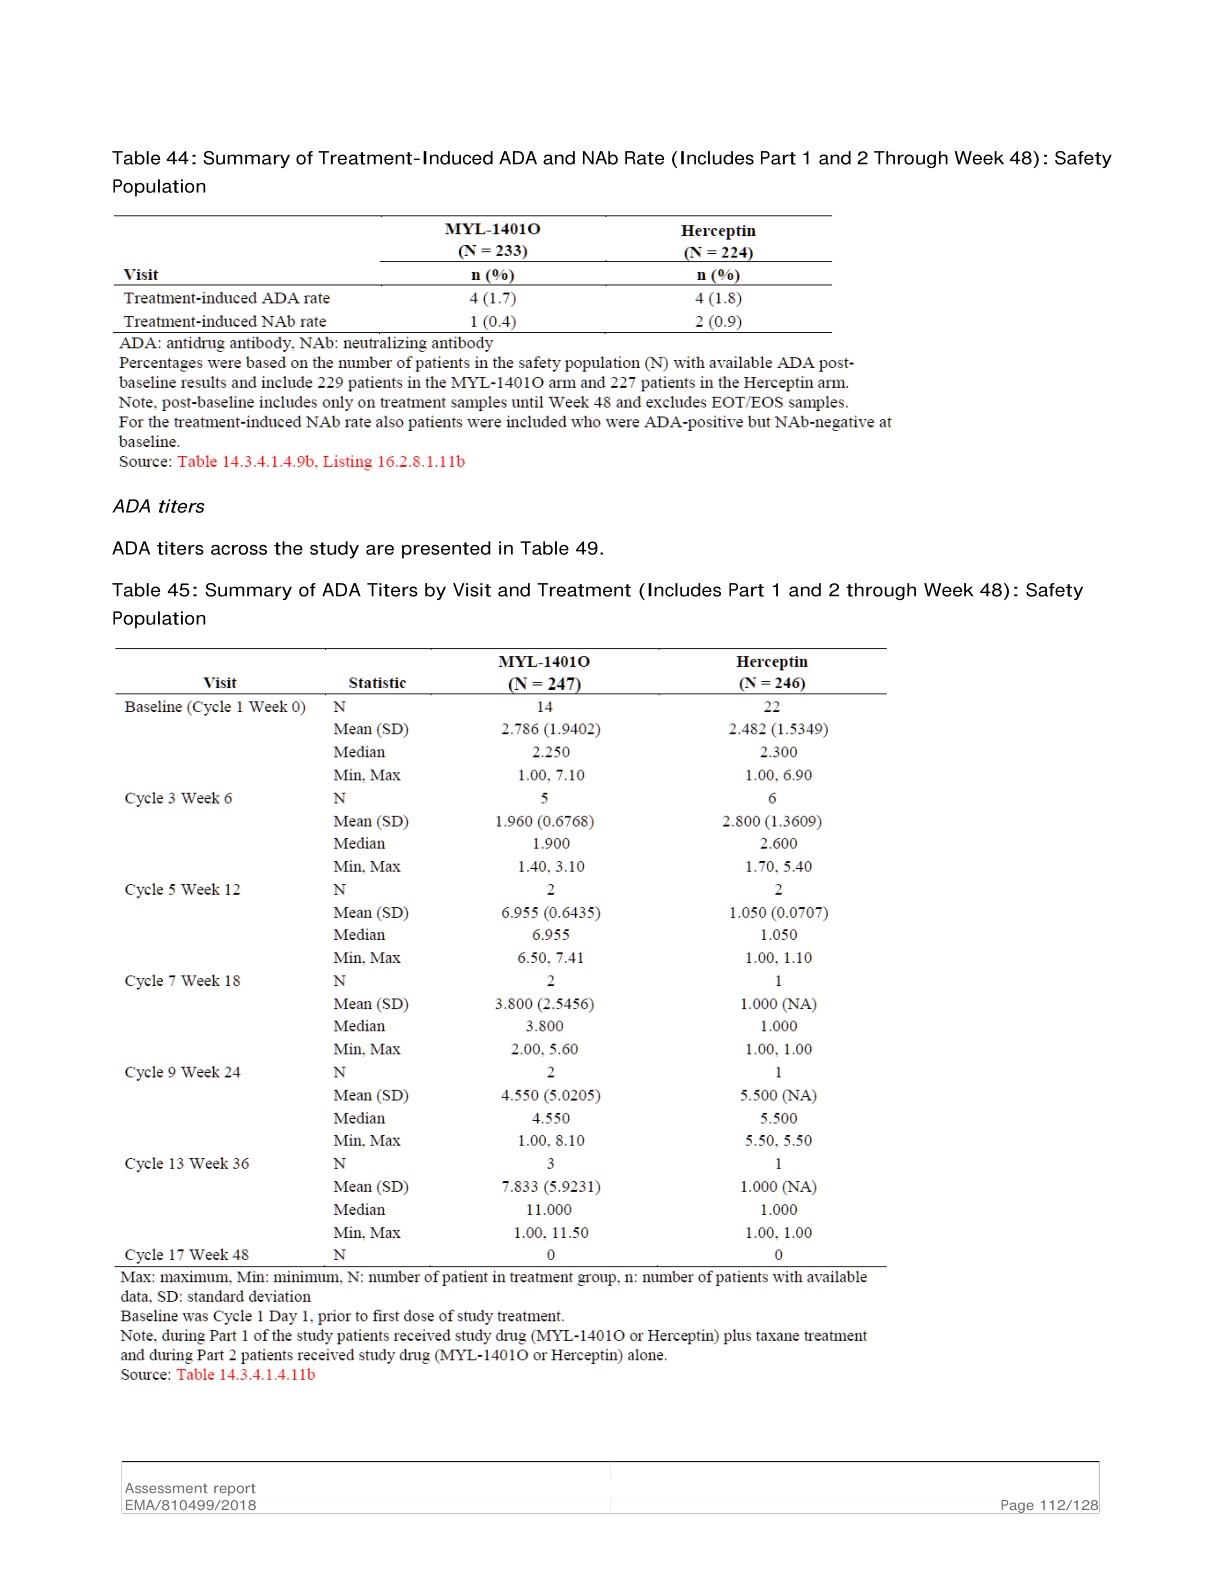 Table 44: Summary of Treatment-Induced ADA and NAb Rate (Includes Part 1 and 2 Through Week 48): Safety
Population
MYL-1401O Herceptin
(N = 233) (N = 224)
Visit n (%) n (%)
Treatment-induced ADA rate 4 (1.7) 4 (1.8)
Treatment-induced NAb rate 1 (0.4) 2 (0.9)
ADA: antidrug antibody, NAb: neutralizing antibody
Percentages were based on the number of patients in the safety population (N) with available ADA post-
baseline results and include 229 patients in the MYL-1401O arm and 227 patients in the Herceptin arm.
Note, post-baseline includes only on treatment samples until Week 48 and excludes EOT/EOS samples.
For the treatment-induced NAb rate also patients were included who were ADA-positive but NAb-negative at
baseline.
Source: Table 14.3.4.1.4.9b, Listing 16.2.8.1.11b
ADA titers
ADA titers across the study are presented in Table 49.
Table 45: Summary of ADA Titers by Visit and Treatment (Includes Part 1 and 2 through Week 48): Safety
Population
MYL-1401O Herceptin
Visit Statistic (N = 247) (N = 246)
Baseline (Cycle 1 Week 0) N 14 22
Mean (SD) 2.786 (1.9402) 2.482 (1.5349)
Median 2.250 2.300
Min, Max 1.00, 7.10 1.00, 6.90
Cycle 3 Week 6 N 5 6
Mean (SD) 1.960 (0.6768) 2.800 (1.3609)
Median 1.900 2.600
Min, Max 1.40, 3.10 1.70, 5.40
Cycle 5 Week 12 N 2 2
Mean (SD) 6.955 (0.6435) 1.050 (0.0707)
Median 6.955 1.050
Min, Max 6.50, 7.41 1.00, 1.10
Cycle 7 Week 18 N 2 1
Mean (SD) 3.800 (2.5456) 1.000 (NA)
Median 3.800 1.000
Min, Max 2.00, 5.60 1.00, 1.00
Cycle 9 Week 24 N 2 1
Mean (SD) 4.550 (5.0205) 5.500 (NA)
Median 4.550 5.500
Min, Max 1.00, 8.10 5.50, 5.50
Cycle 13 Week 36 N 3 1
Mean (SD) 7.833 (5.9231) 1.000 (NA)
Median 11.000 1.000
Min, Max 1.00, 11.50 1.00, 1.00
Cycle 17 Week 48 N 0 0
Max: maximum, Min: minimum, N: number of patient in treatment group, n: number of patients with available
data, SD: standard deviation
Baseline was Cycle 1 Day 1, prior to first dose of study treatment.
Note, during Part 1 of the study patients received study drug (MYL-1401O or Herceptin) plus taxane treatment
and during Part 2 patients received study drug (MYL-1401O or Herceptin) alone.
Source: Table 14.3.4.1.4.11b
Assessment report
EMA/810499/2018 Page 112/128